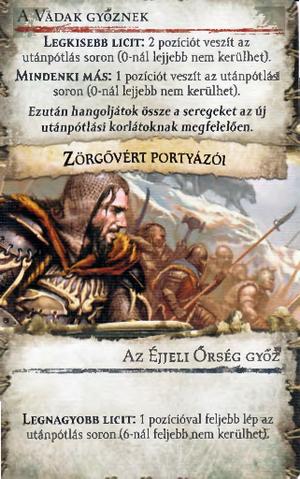 A VADAK GYŐZNEK
LEGKISEBB LICIT: 2 pozíciót veszít az
utánpótlás soron (0-nál lejjebb nem kerülhet).
MINDENKI MÁS: 1 pozíciót veszít az utánpótlás
soron (0-nál lejjebb nem kerülhet).
Ezután hangoljátok össze a seregeket az új
utánpótlási korlátoknak megfelelően.
ZÖRGŐVÉRT PORTYÁZÓI
AZ ÉJJELI ŐRSÉG GYŐZ
LEGNAGYOBB LICIT: 1 pozícióval feljebb lép az
utánpótlás soron (6-nál feljebb nem kerülhet).